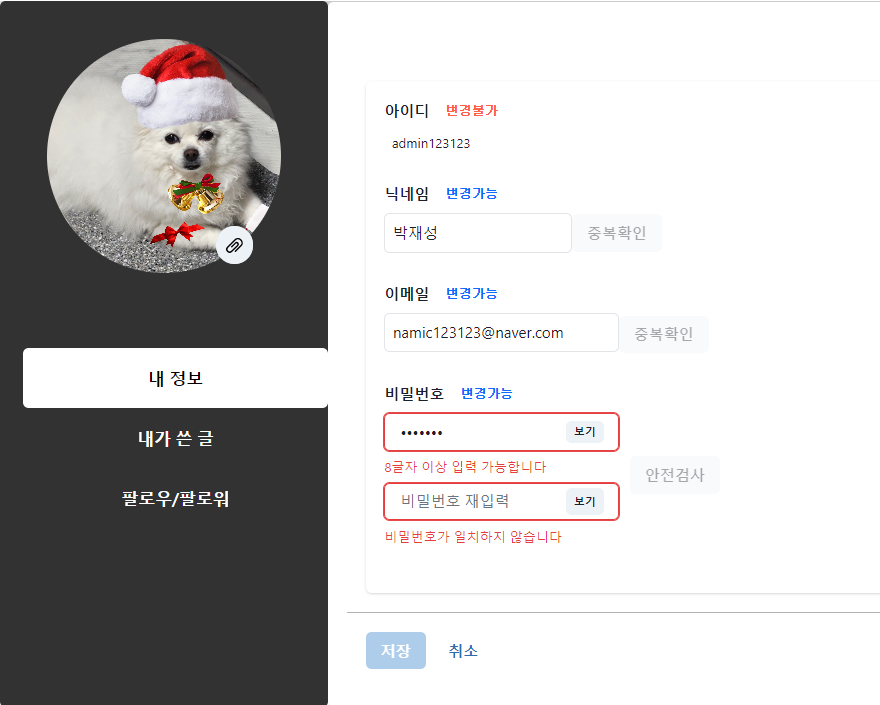 내 정보
내가 쓴 글
팔로우/팔로워
아이디 변경불가
admin123123
닉네임 변경가능
박재성 중복확인
이메일 변경가능
namic123123@naver.com 중복확인
비밀번호 변경가능
••••••• 보기
8글자 이상 입력 가능합니다
안전검사
비밀번호 재입력 보기
비밀번호가 일치하지 않습니다
저장 취소